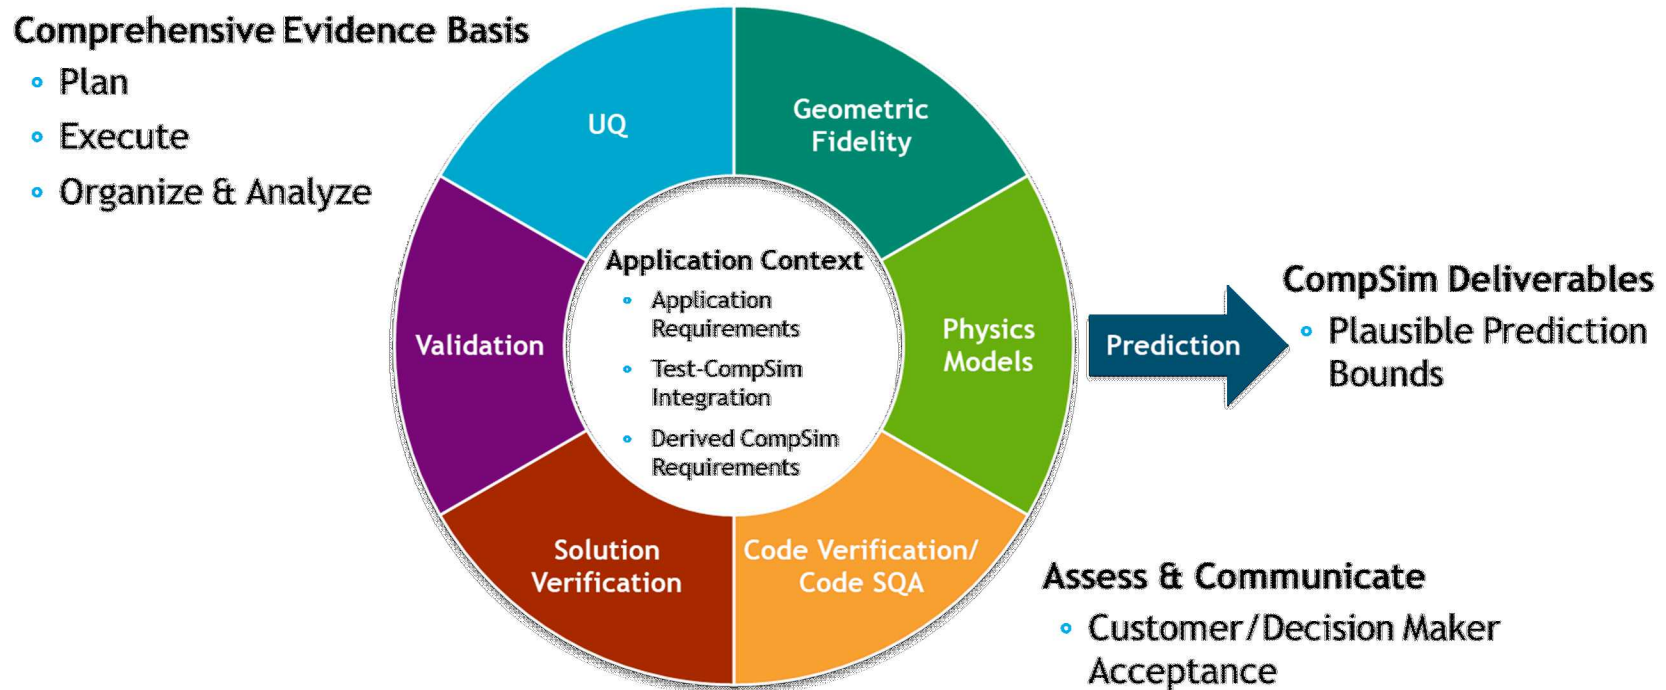 Comprehensive Evidence Basis
Plan
Execute
Organize & Analyze
UQ
Geometric
Fidelity
Physics
Models
Code Verification/
Code SQA
Solution
Verification
Validation
Application Context
Application
Requirements
Test-CompSim
Integration
Derived CompSim
Requirements
Prediction
CompSim Deliverables
Plausible Prediction
Bounds
Assess & Communicate
Customer/Decision Maker
Acceptance